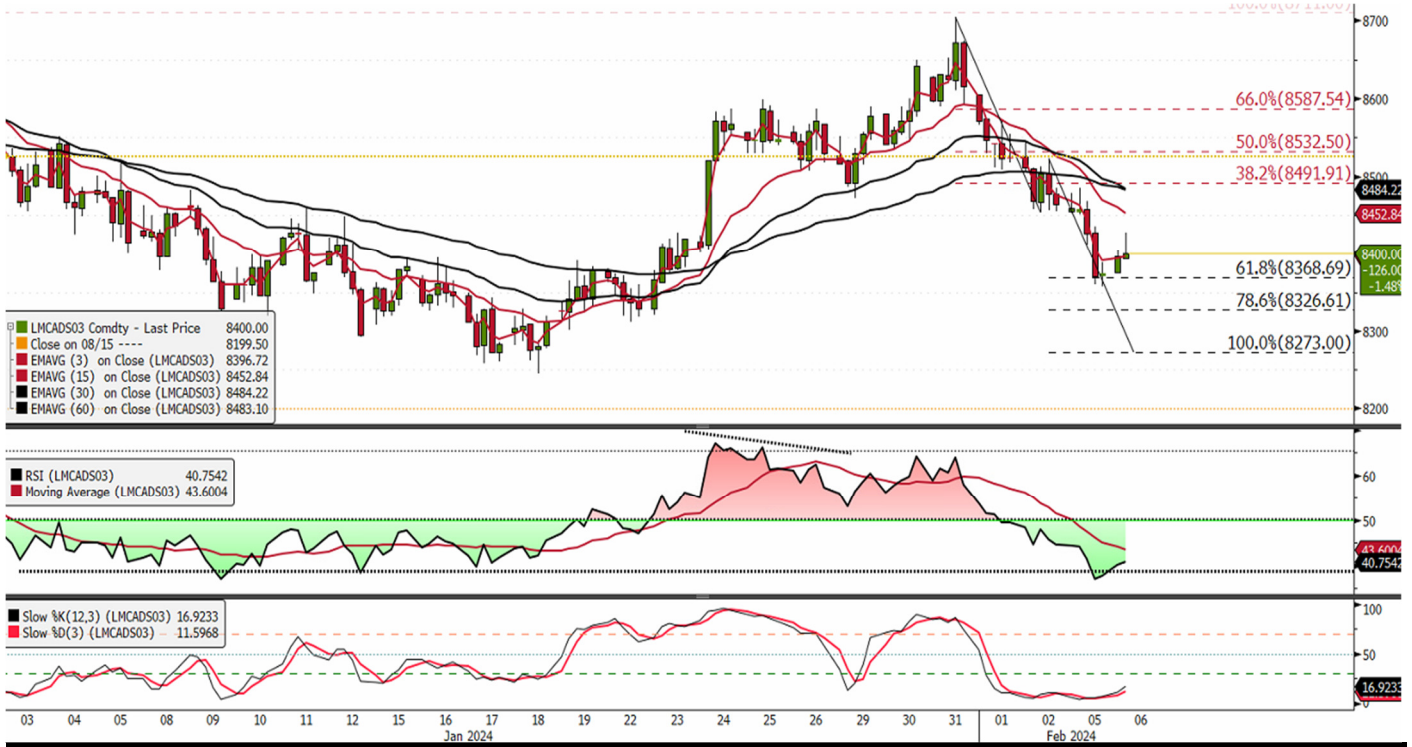 100.0%(8711.00)
8700
66.0%(8587.54)
8600
50.0%(8532.50)
38.2%(8491.91)
8500
8484.22
8452.84
8400.00
-126.00
-1.48%
61.8%(8368.69)
78.6%(8326.61)
8300
100.0%(8273.00)
8200
LMCADS03 Comdty - Last Price 8400.00
Close on 08/15 ---- 8199.50
EMAVG (3) on Close (LMCADS03) 8396.72
EMAVG (15) on Close (LMCADS03) 8452.84
EMAVG (30) on Close (LMCADS03) 8484.22
EMAVG (60) on Close (LMCADS03) 8483.10
RSI (LMCADS03) 40.7542
Moving Average (LMCADS03) 43.6004
60
50
43.6004
40.7542
Slow %K(12,3) (LMCADS03) 16.9233
Slow %D(3) (LMCADS03) 11.5968
100
50
16.9233
0
03 04 05 08 09 10 11 12 15 16 17 18 19 22 23 24 25 26 29 30 31 01 02 05 06
Jan 2024 Feb 2024